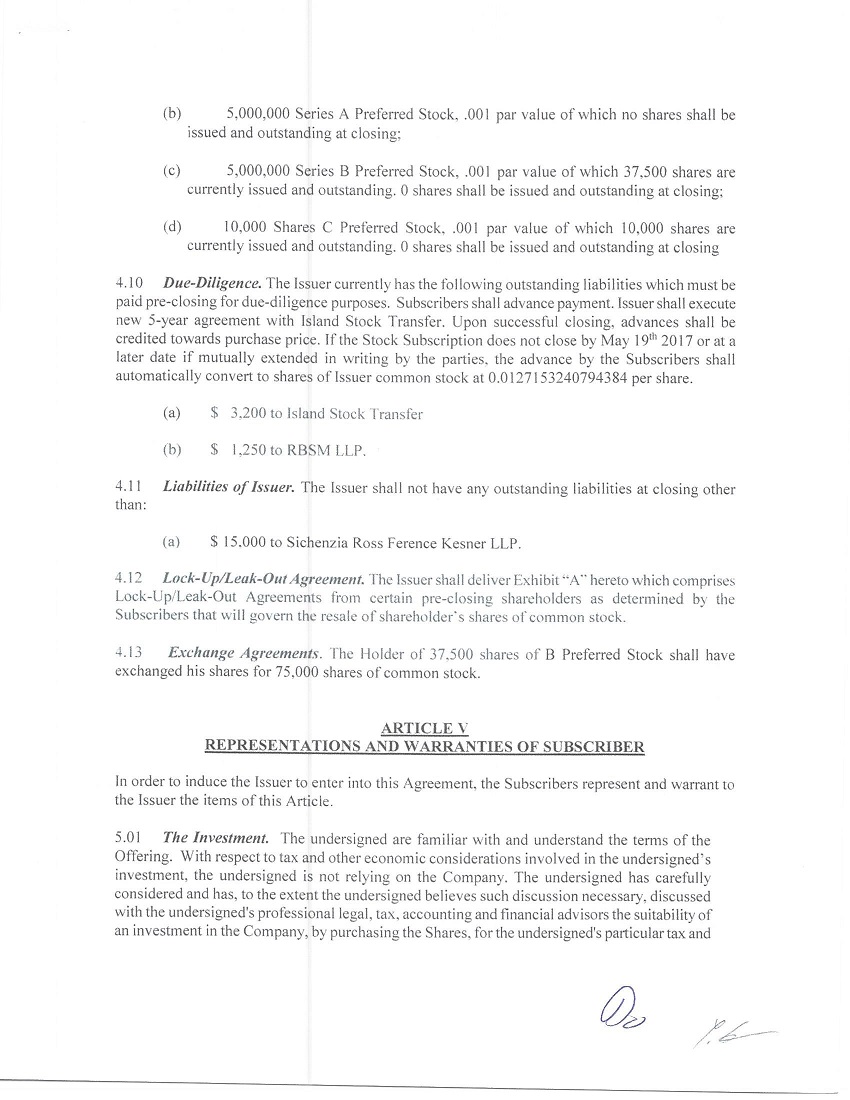 (b) 5,000,000 Series A Preferred Stock, .001 par value of which no shares shall be
issued and outstanding at closing;
(c) 5,000,000 Series B Preferred Stock, .001 par value of which 37,500 shares are
currently issued and outstanding. 0 shares shall be issued and outstanding at closing;
(d) 10,000 Shares C Preferred Stock, .001 par value of which 10,000 shares are
currently issued and outstanding. 0 shares shall be issued and outstanding at closing
4.10 Due-Diligence. The Issuer currently has the following outstanding liabilities which must be
paid pre-closing for due-diligence purposes. Subscribers shall advance payment. Issuer shall execute
new 5-year agreement with Island Stock Transfer. Upon successful closing, advances shall be
credited towards purchase price. If the Stock Subscription does not close by May 19th 2017 or at a
later date if mutually extended in writing by the parties, the advance by the Subscribers shall
automatically convert to shares of Issuer common stock at 0.0127153240794384 per share.
(a) $ 3,200 to Island Stock Transfer
(b) $ 1,250 to RBSM LLP.
4.11 Liabilities of Issuer. The Issuer shall not have any outstanding liabilities at closing other
than:
(a) $ 15,000 to Sichenzia Ross Ference Kesner LLP.
4.12 Lock-Up/Leak-Out Agreement. The Issuer shall deliver Exhibit “A” hereto which comprises
Lock-Up/Leak-Out Agreements from certain pre-closing shareholders as determined by the
Subscribers that will govern the resale of shareholder's shares of common stock.
4.13 Exchange Agreements. The Holder of 37,500 shares of B Preferred Stock shall have
exchanged his shares for 75,000 shares of common stock.
ARTICLE V
REPRESENTATIONS AND WARRANTIES OF SUBSCRIBER
In order to induce the Issuer to enter into this Agreement, the Subscribers represent and warrant to
the Issuer the items of this Article.
5.01 The Investment. The undersigned are familiar with and understand the terms of the
Offering. With respect to tax and other economic considerations involved in the undersigned's
investment, the undersigned is not relying on the Company. The undersigned has carefully
considered and has, to the extent the undersigned believes such discussion necessary, discussed
with the undersigned's professional legal, tax, accounting and financial advisors the suitability of
an investment in the Company, by purchasing the Shares, for the undersigned's particular tax and